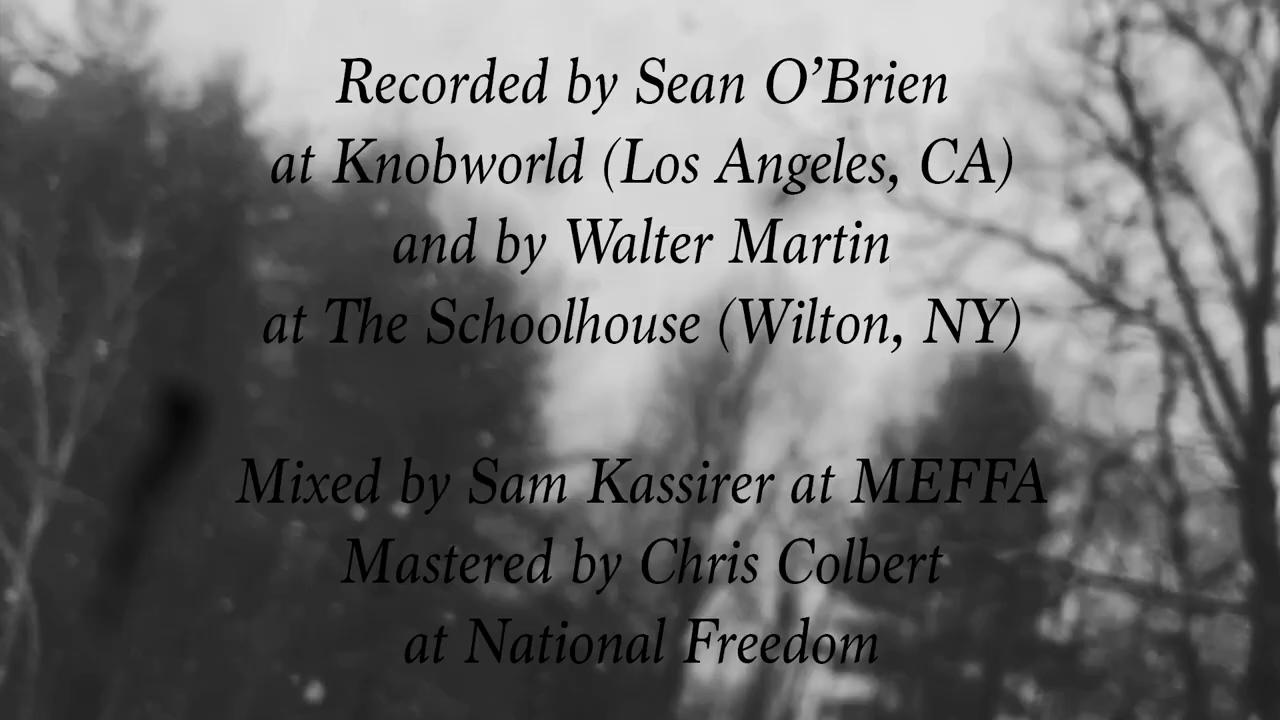 Recorded by Sean O’Brien
at Knobworld (Los Angeles, CA)
and by Walter Martin
at The Schoolhouse (Wilton, NY)
Mixed by Sam Kassirer at MEFFA
Mastered by Chris Colbert
at National Freedom